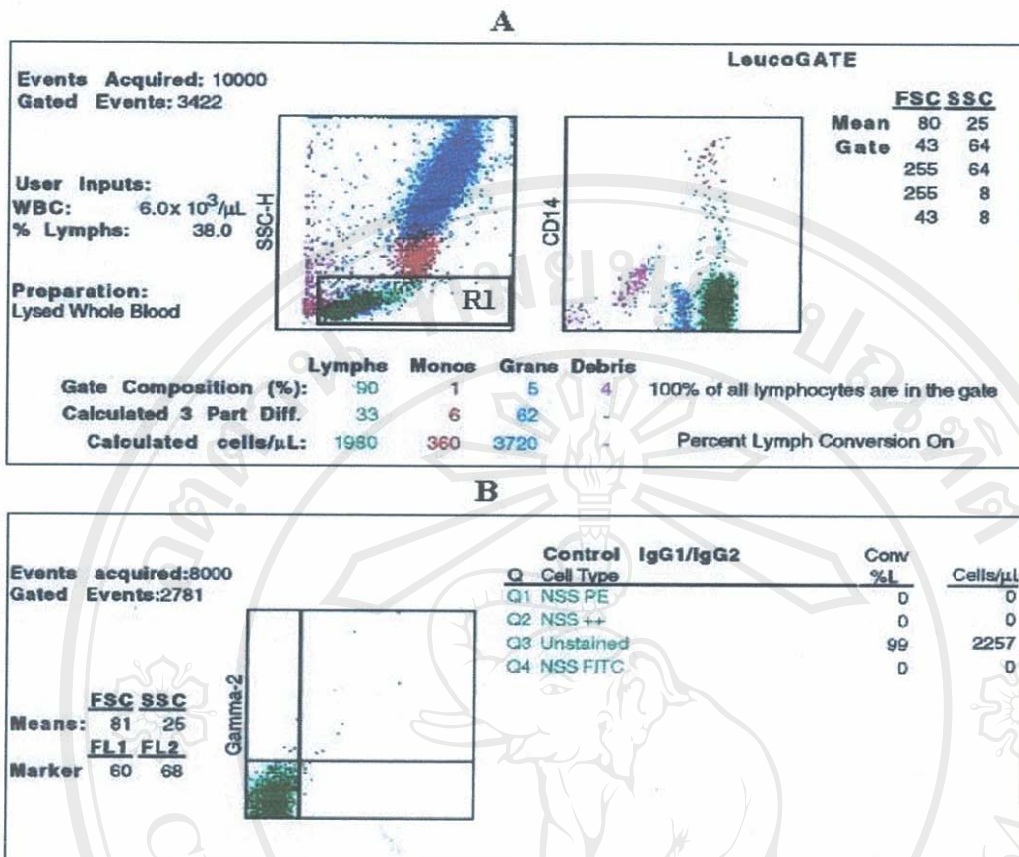 A
LeucoGATE
Events Acquired: 10000
Gated Events: 3422
FSC SSC
Mean 80 25
Gate 43 64
255 64
255 8
43 8
User Inputs:
WBC: 6.0x 10³/µL
% Lymphs: 38.0
Preparation:
Lysed Whole Blood
SSC-H
R1
CD14
Lymphs Monos Grans Debris
Gate Composition (%): 90 1 5 4 100% of all lymphocytes are in the gate
Calculated 3 Part Diff. 33 6 62 -
Calculated cells/µL: 1980 360 3720 - Percent Lymph Conversion On
B
Events acquired:8000
Gated Events:2781
Control IgG1/IgG2 Conv
Q Cell Type %L Cells/µL
Q1 NSS PE 0 0
Q2 NSS ++ 0 0
Q3 Unstained 99 2257
Q4 NSS FITC 0 0
Gamma-2
FSC SSC
Means: 81 25
FL1 FL2
Marker 60 68